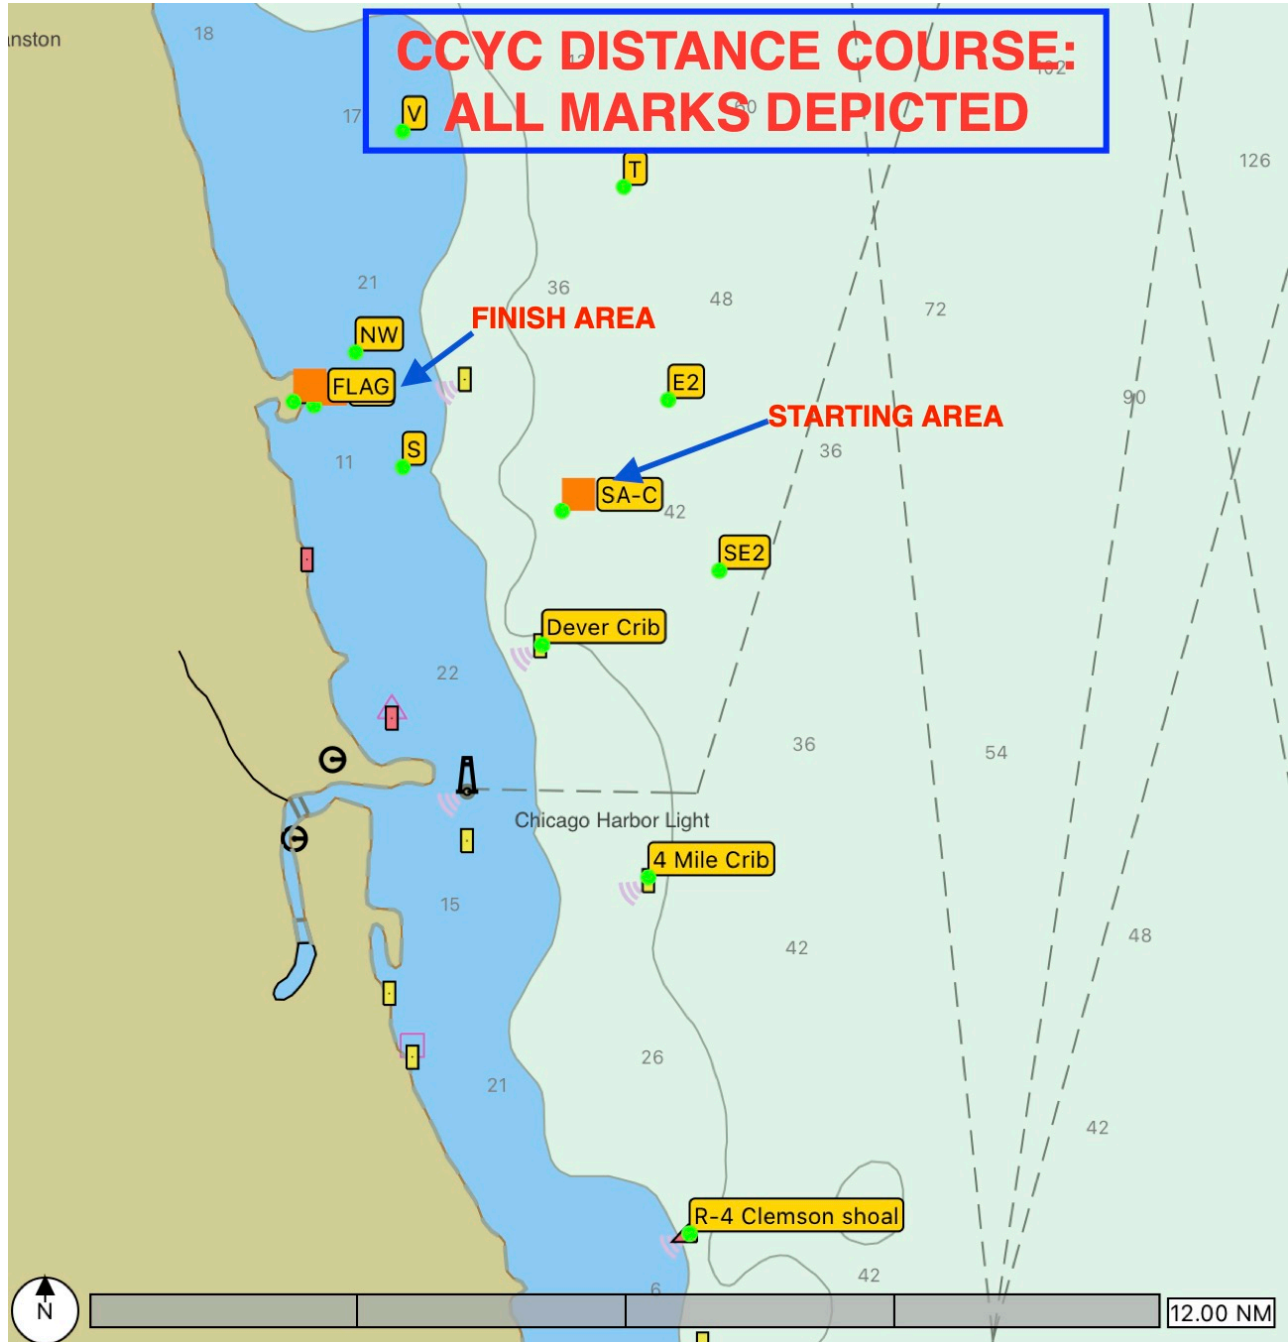 anston
18
CCYC DISTANCE COURSE:
ALL MARKS DEPICTED
102
60
17
V
T
126
21
36
48
72
NW
FINISH AREA
FLAG
E2
90
STARTING AREA
S
11
36
SA-C
42
SE2
Dever Crib
22
36
54
Chicago Harbor Light
4 Mile Crib
15
42
48
26
21
42
R-4 Clemson shoal
6
42
N
12.00 NM